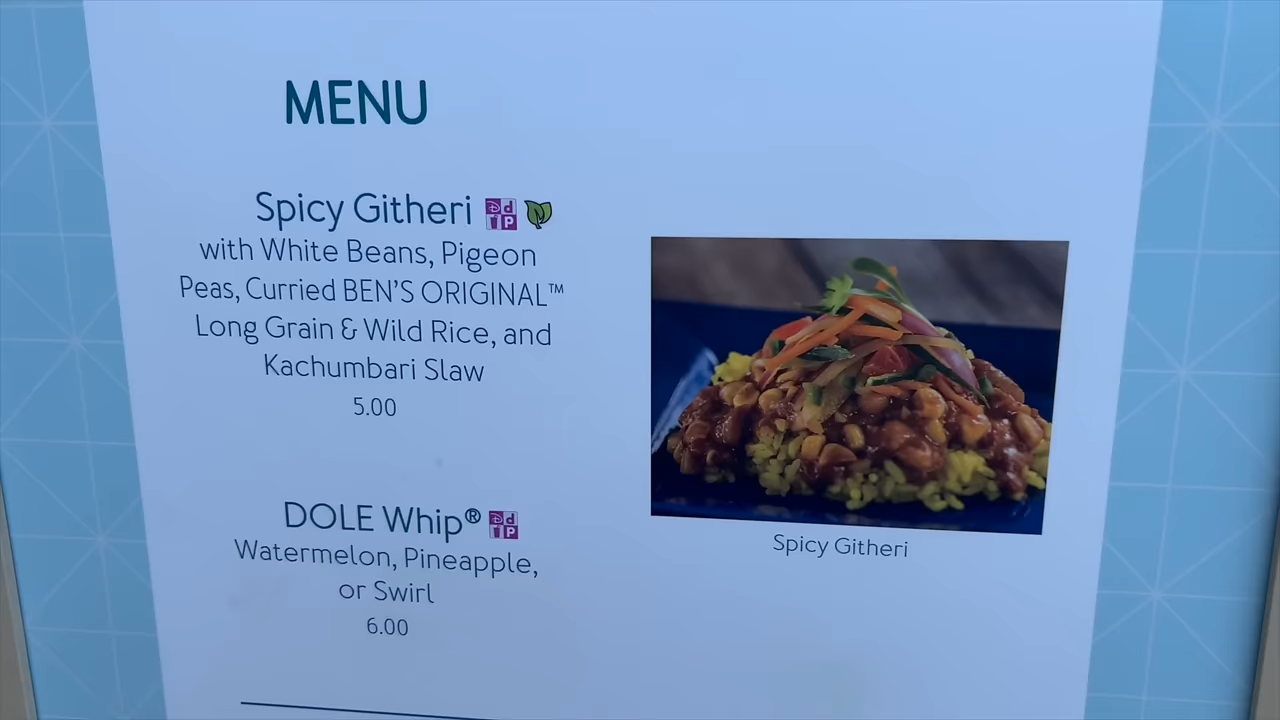 MENU
Spicy Githeri
with White Beans, Pigeon
Peas, Curried BEN'S ORIGINAL™
Long Grain & Wild Rice, and
Kachumbari Slaw
5.00
DOLE Whip®
Watermelon, Pineapple,
or Swirl
6.00
Spicy Githeri